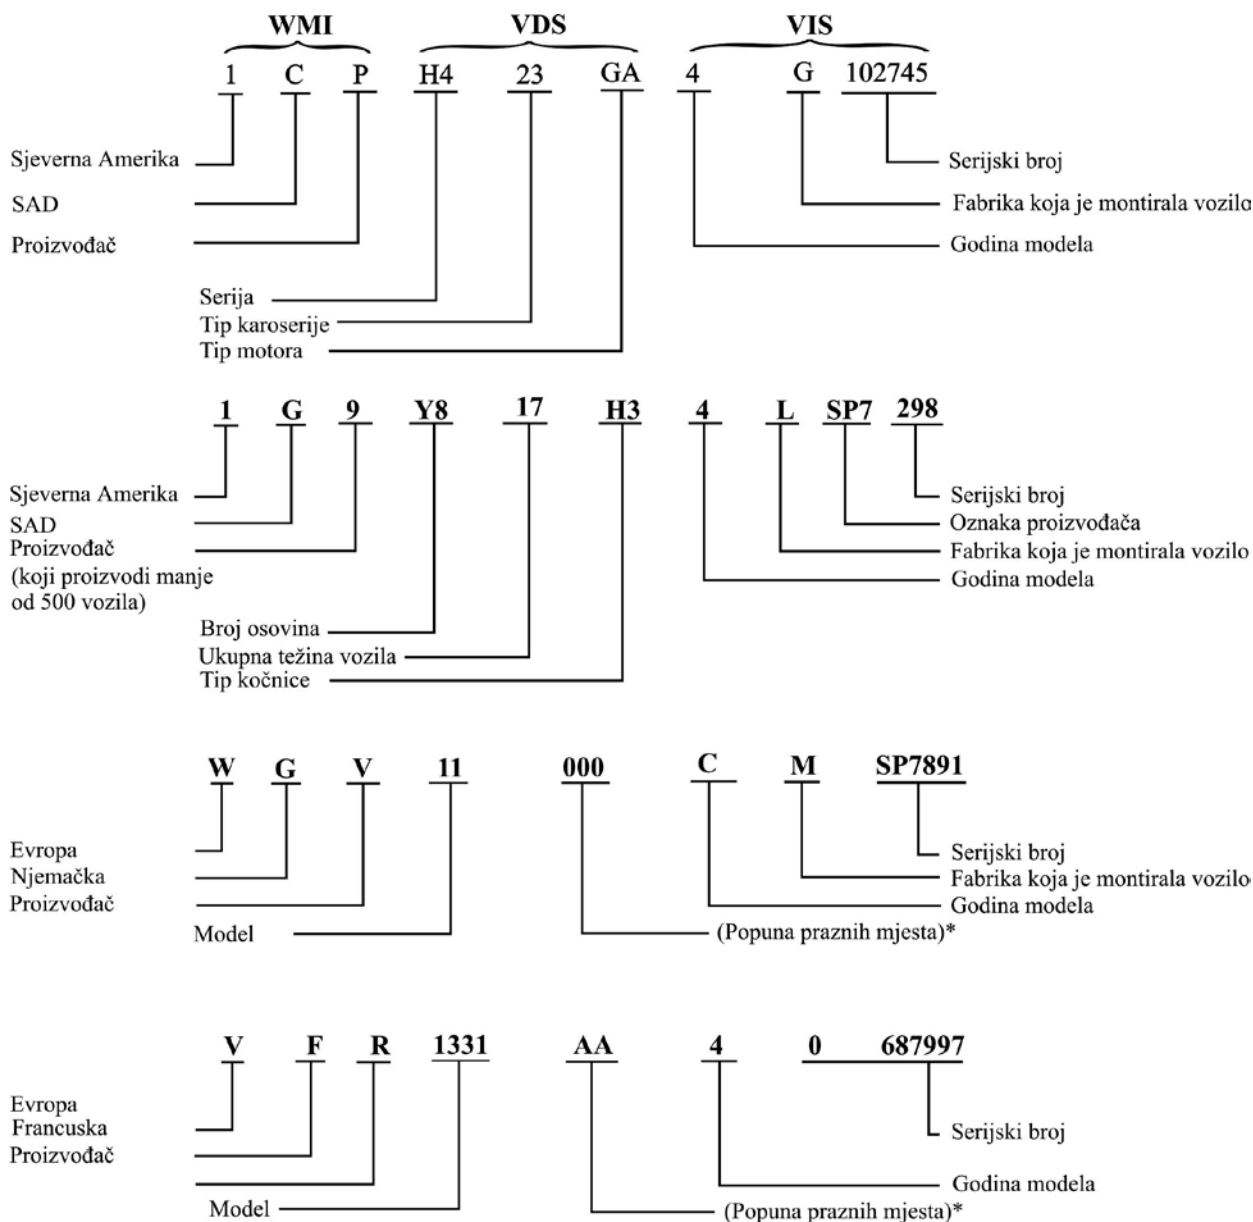 WMI VDS VIS
1 C P H4 23 GA 4 G 102745
Sjeverna Amerika Serijski broj
SAD Fabrika koja je montirala vozilo
Proizvođač Godina modela
Serija
Tip karoserije
Tip motora
1 G 9 Y8 17 H3 4 L SP7 298
Sjeverna Amerika Serijski broj
SAD Oznaka proizvođača
Proizvođač Fabrika koja je montirala vozilo
(koji proizvodi manje Godina modela
od 500 vozila)
Broj osovina
Ukupna težina vozila
Tip kočnice
W G V 11 000 C M SP7891
Evropa Serijski broj
Njemačka Fabrika koja je montirala vozilo
Proizvođač Godina modela
Model (Popuna praznih mjesta)*
V F R 1331 AA 4 0 687997
Evropa
Francuska Serijski broj
Proizvođač
Godina modela
Model (Popuna praznih mjesta)*